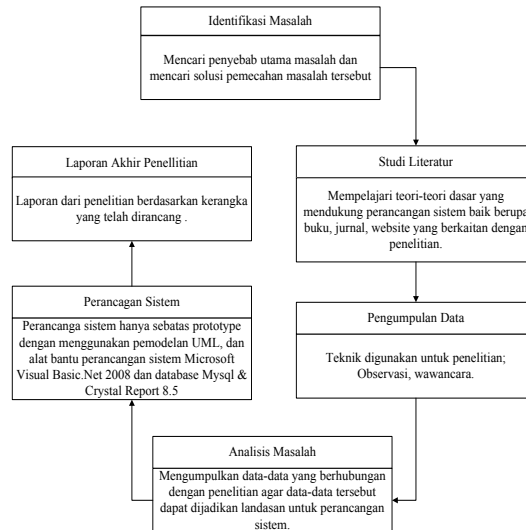 Identifikasi Masalah
Mencari penyebab utama masalah dan
mencari solusi pemecahan masalah tersebut
Studi Literatur
Mempelajari teori-teori dasar yang
mendukung perancangan sistem baik berupa
buku, jurnal, website yang berkaitan dengan
penelitian.
Pengumpulan Data
Teknik digunakan untuk penelitian;
Observasi, wawancara.
Analisis Masalah
Mengumpulkan data-data yang berhubungan
dengan penelitian agar data-data tersebut
dapat dijadikan landasan untuk perancangan
sistem.
Perancagan Sistem
Perancanga sistem hanya sebatas prototype
dengan menggunakan pemodelan UML, dan
alat bantu perancangan sistem Microsoft
Visual Basic.Net 2008 dan database Mysql &
Crystal Report 8.5
Laporan Akhir Penellitian
Laporan dari penelitian berdasarkan kerangka
yang telah dirancang .